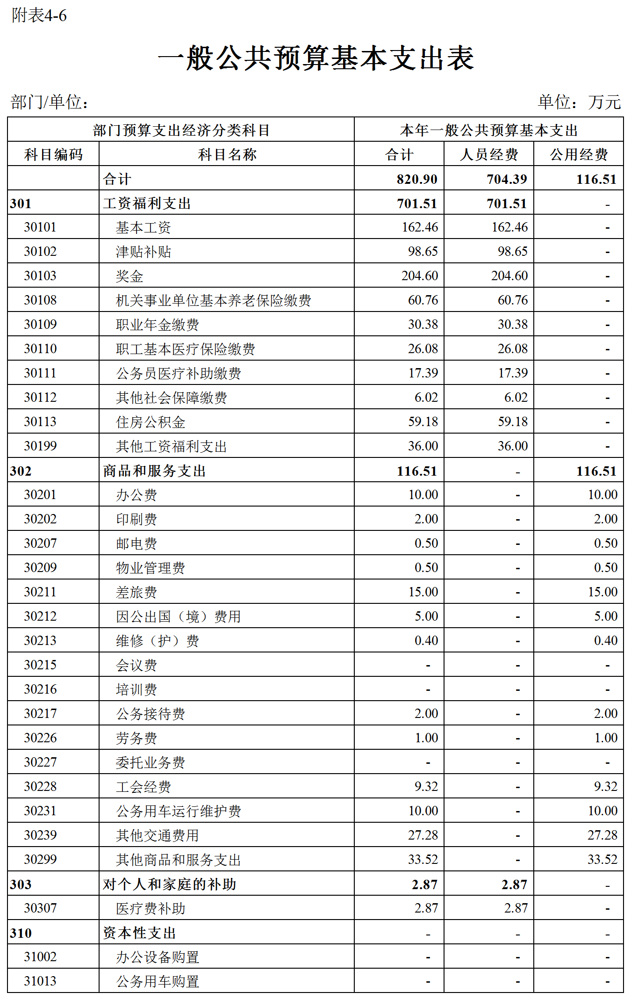 附表4-6
一般公共预算基本支出表
部门/单位： 单位：万元
部门预算支出经济分类科目 本年一般公共预算基本支出
科目编码 科目名称 合计 人员经费 公用经费
合计 820.90 704.39 116.51
301 工资福利支出 701.51 701.51 -
30101 基本工资 162.46 162.46 -
30102 津贴补贴 98.65 98.65 -
30103 奖金 204.60 204.60 -
30108 机关事业单位基本养老保险缴费 60.76 60.76 -
30109 职业年金缴费 30.38 30.38 -
30110 职工基本医疗保险缴费 26.08 26.08 -
30111 公务员医疗补助缴费 17.39 17.39 -
30112 其他社会保障缴费 6.02 6.02 -
30113 住房公积金 59.18 59.18 -
30199 其他工资福利支出 36.00 36.00 -
302 商品和服务支出 116.51 - 116.51
30201 办公费 10.00 - 10.00
30202 印刷费 2.00 - 2.00
30207 邮电费 0.50 - 0.50
30209 物业管理费 0.50 - 0.50
30211 差旅费 15.00 - 15.00
30212 因公出国（境）费用 5.00 - 5.00
30213 维修（护）费 0.40 - 0.40
30215 会议费 - - -
30216 培训费 - - -
30217 公务接待费 2.00 - 2.00
30226 劳务费 1.00 - 1.00
30227 委托业务费 - - -
30228 工会经费 9.32 - 9.32
30231 公务用车运行维护费 10.00 - 10.00
30239 其他交通费用 27.28 - 27.28
30299 其他商品和服务支出 33.52 - 33.52
303 对个人和家庭的补助 2.87 2.87 -
30307 医疗费补助 2.87 2.87 -
310 资本性支出 - - -
31002 办公设备购置 - - -
31013 公务用车购置 - - -